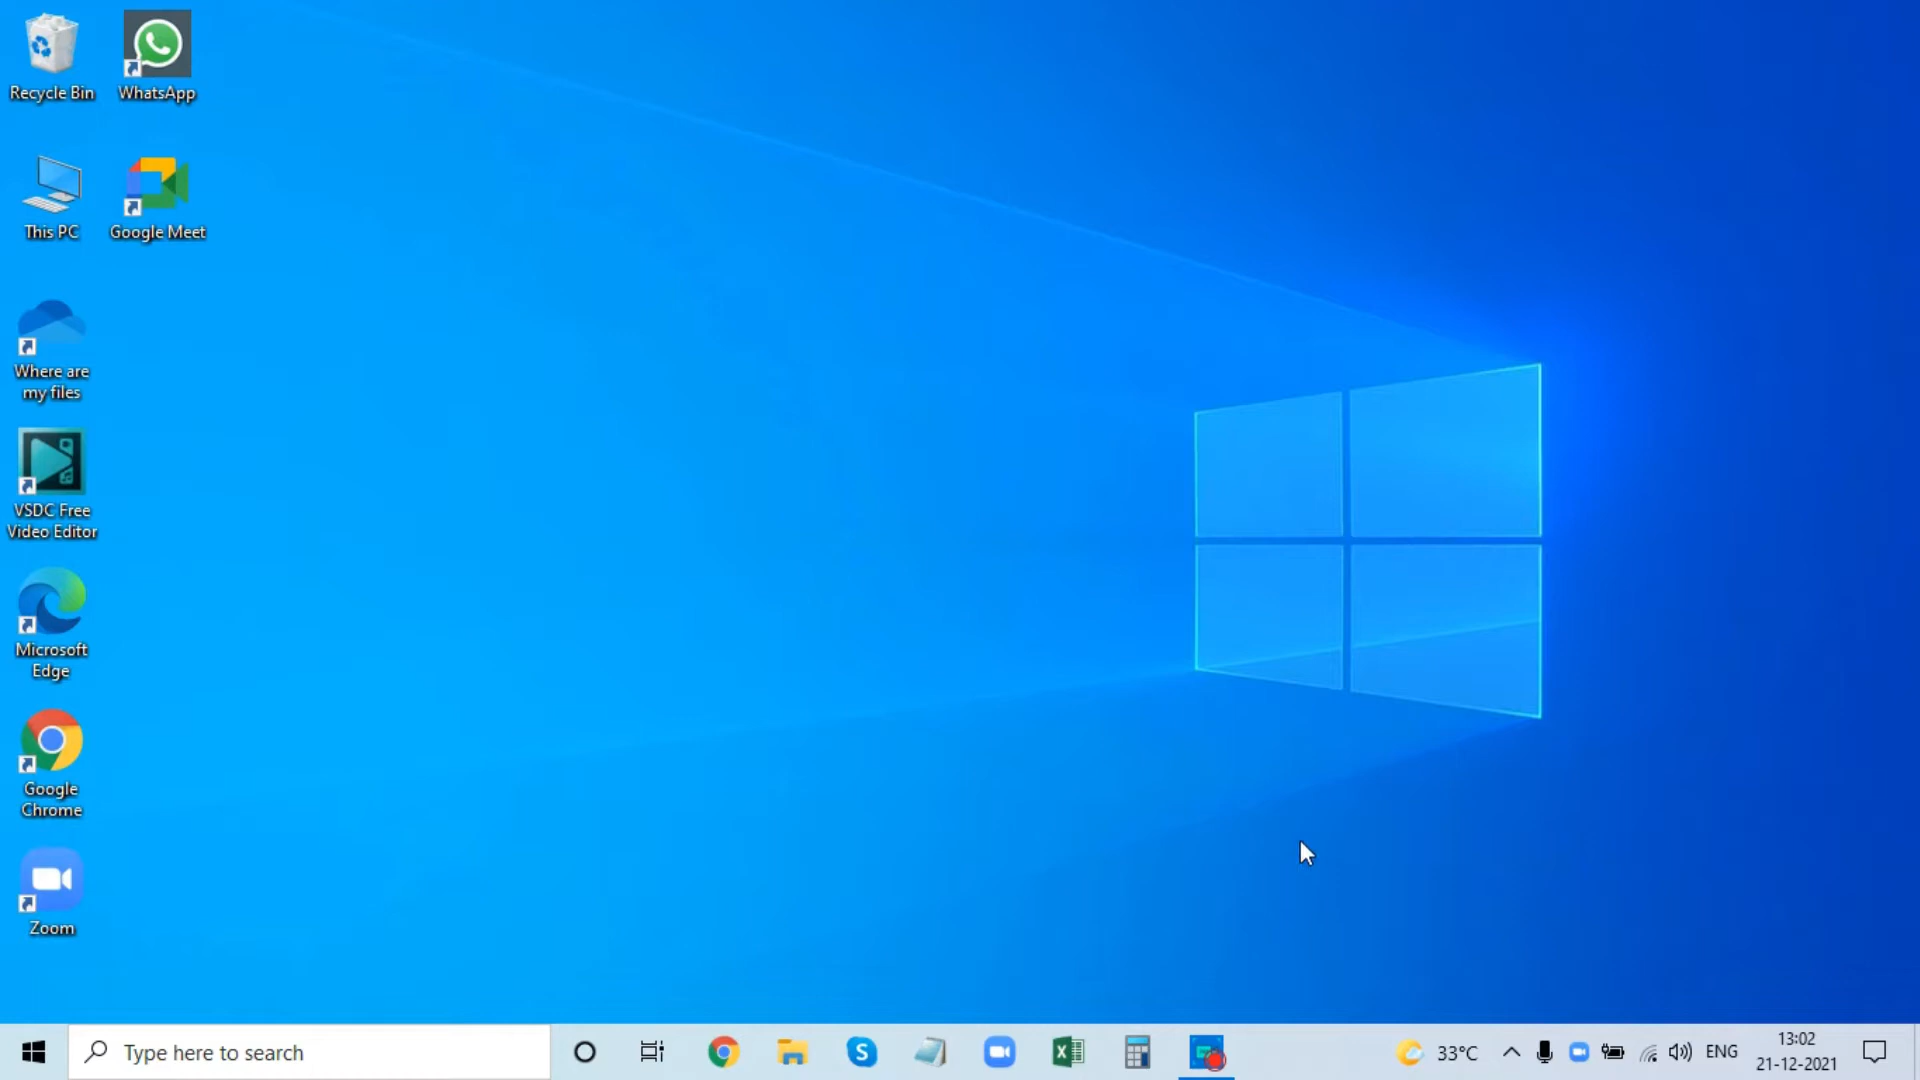 Recycle Bin
WhatsApp
This PC
Google Meet
Where are
my files
VSDC Free
Video Editor
Microsoft
Edge
Google
Chrome
Zoom
Type here to search
33°C
ENG
13:02
21-12-2021